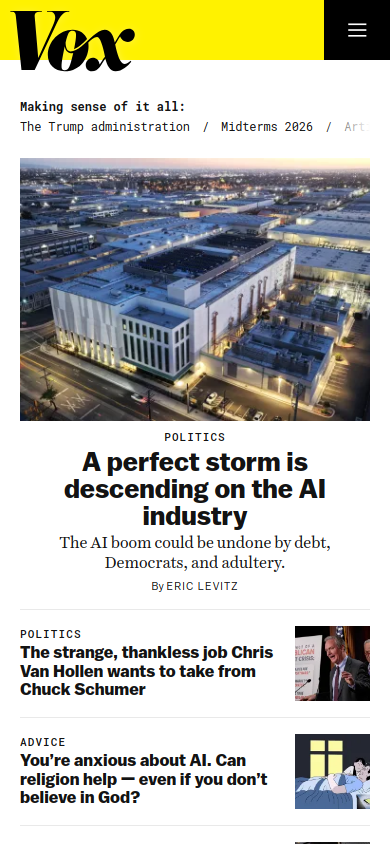 Vox
Making sense of it all:
The Trump administration / Midterms 2026 / Art
POLITICS
A perfect storm is
descending on the AI
industry
The AI boom could be undone by debt,
Democrats, and adultery.
By ERIC LEVITZ
POLITICS
The strange, thankless job Chris
Van Hollen wants to take from
Chuck Schumer
ADVICE
You’re anxious about AI. Can
religion help — even if you don’t
believe in God?